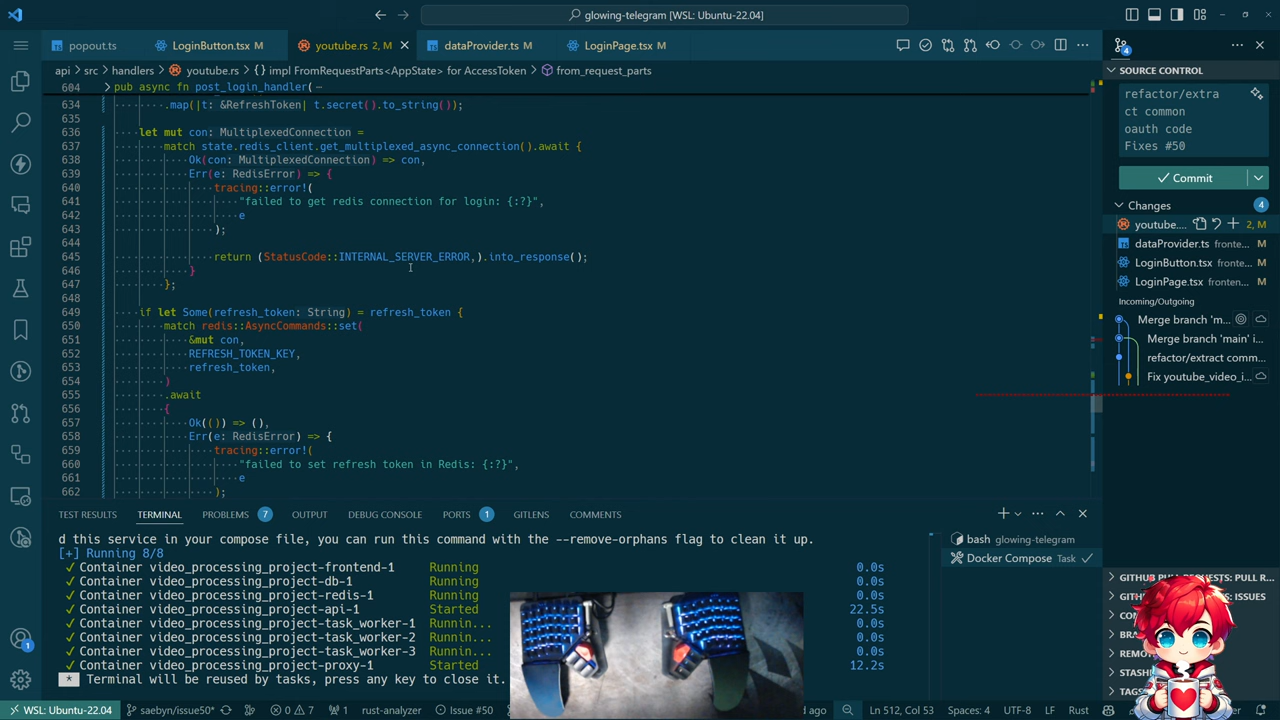 glowing-telegram [WSL: Ubuntu-22.04]
popout.ts
LoginButton.tsx M
youtube.rs 2, M
dataProvider.ts M
LoginPage.tsx M
api > src > handlers > youtube.rs > {} impl FromRequestParts<AppState> for AccessToken > from_request_parts
604 pub async fn post_login_handler(
634 .map(|t: &RefreshToken| t.secret().to_string());
635
636 let mut con: MultiplexedConnection =
637 match state.redis_client.get_multiplexed_async_connection().await {
638 Ok(con: MultiplexedConnection) => con,
639 Err(e: RedisError) => {
640 tracing::error!(
641 "failed to get redis connection for login: {:?}",
642 e
643 );
644
645 return (StatusCode::INTERNAL_SERVER_ERROR,).into_response();
646 }
647 };
648
649 if let Some(refresh_token: String) = refresh_token {
650 match redis::AsyncCommands::set(
651 &mut con,
652 REFRESH_TOKEN_KEY,
653 refresh_token,
654 )
655 .await
656 {
657 Ok(()) => (),
658 Err(e: RedisError) => {
659 tracing::error!(
660 "failed to set refresh token in Redis: {:?}",
661 e
662 );
TEST RESULTS TERMINAL PROBLEMS 7 OUTPUT DEBUG CONSOLE PORTS 1 GITLENS COMMENTS
d this service in your compose file, you can run this command with the --remove-orphans flag to clean it up.
[+] Running 8/8
✓ Container video_processing_project-frontend-1 Running 0.0s
✓ Container video_processing_project-db-1 Running 0.0s
✓ Container video_processing_project-redis-1 Running 0.0s
✓ Container video_processing_project-api-1 Started 22.5s
✓ Container video_processing_project-task_worker-1 Runnin... 0.0s
✓ Container video_processing_project-task_worker-2 Runnin... 0.0s
✓ Container video_processing_project-task_worker-3 Runnin... 0.0s
✓ Container video_processing_project-proxy-1 Started 12.2s
* Terminal will be reused by tasks, press any key to close it.
bash glowing-telegram
Docker Compose Task
4
SOURCE CONTROL
refactor/extra
ct common
oauth code
Fixes #50
Commit
Changes 4
youtube.... 2, M
dataProvider.ts fronte... M
LoginButton.tsx fron... M
LoginPage.tsx fronten... M
Incoming/Outgoing
Merge branch 'm...
Merge branch 'main' i...
refactor/extract comm...
Fix youtube_video_i...
GITHUB PULL REQUESTS: PULL R...
ISSUES
TAGS
1
WSL: Ubuntu-22.04 saebyn/issue50* 0 7 1 rust-analyzer Issue #50
Ln 512, Col 53 Spaces: 4 UTF-8 LF Rust